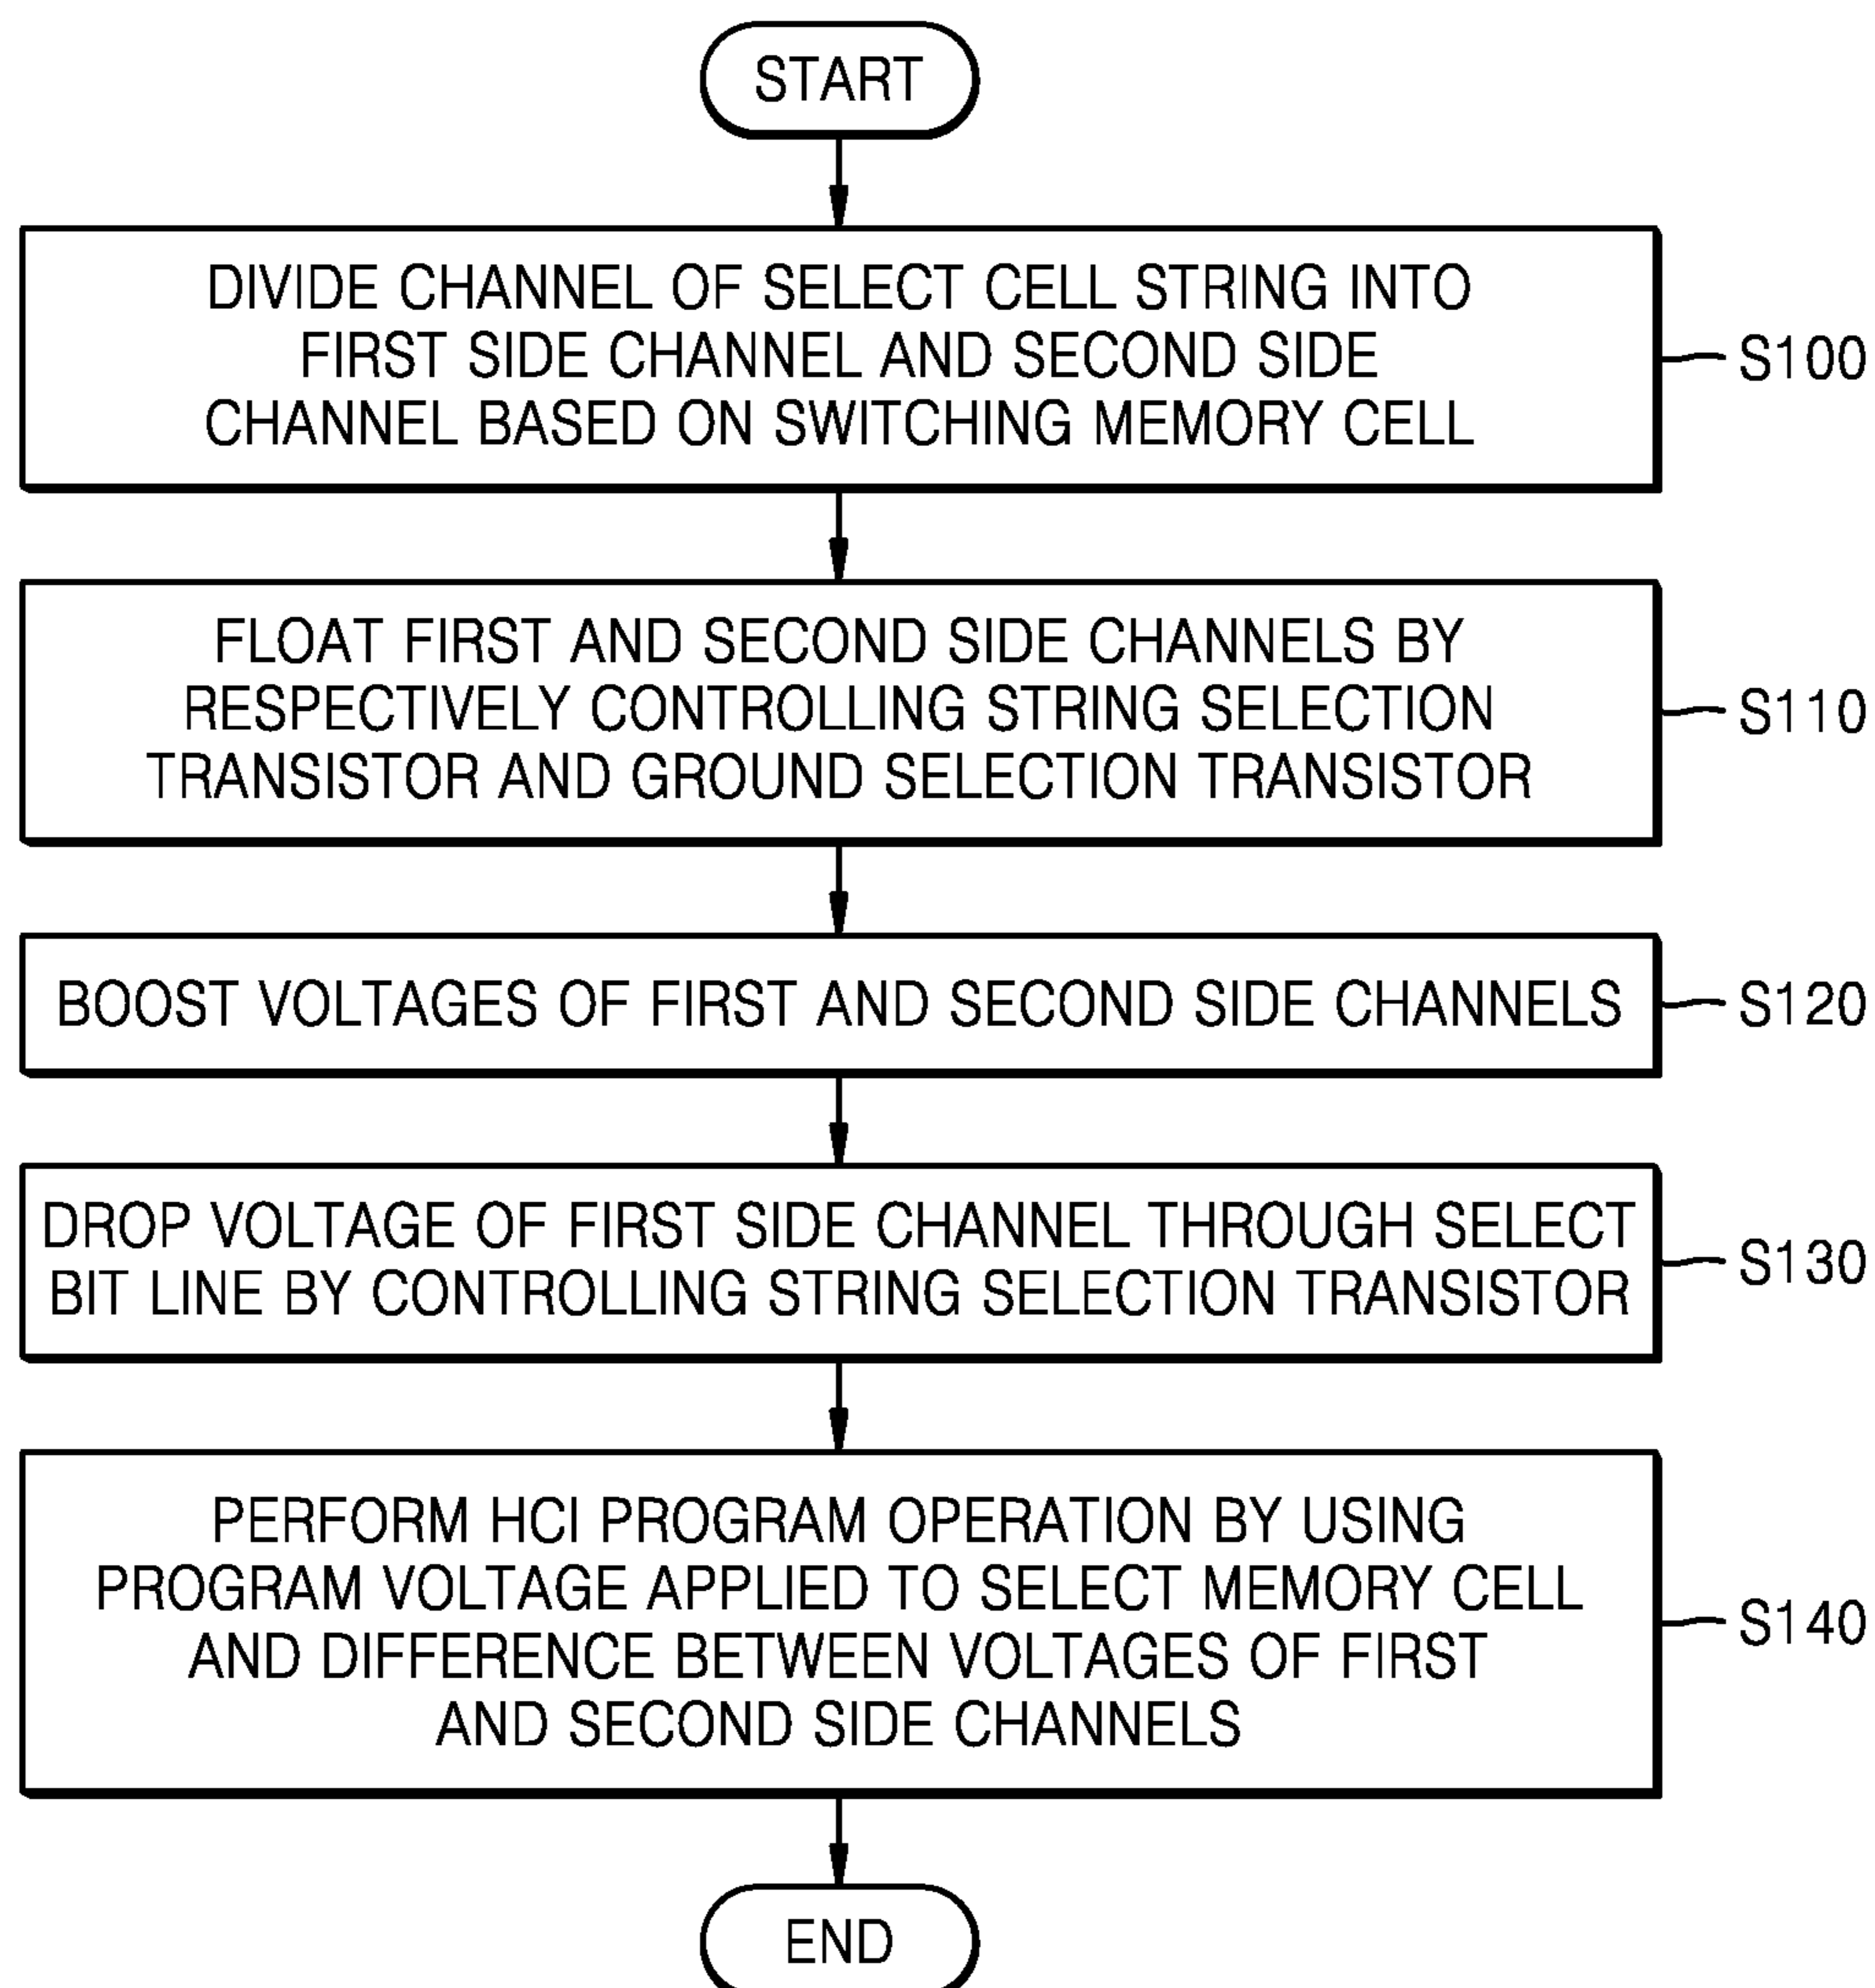 START
DIVIDE CHANNEL OF SELECT CELL STRING INTO
FIRST SIDE CHANNEL AND SECOND SIDE
CHANNEL BASED ON SWITCHING MEMORY CELL
S100
FLOAT FIRST AND SECOND SIDE CHANNELS BY
RESPECTIVELY CONTROLLING STRING SELECTION
TRANSISTOR AND GROUND SELECTION TRANSISTOR
S110
BOOST VOLTAGES OF FIRST AND SECOND SIDE CHANNELS
S120
DROP VOLTAGE OF FIRST SIDE CHANNEL THROUGH SELECT
BIT LINE BY CONTROLLING STRING SELECTION TRANSISTOR
S130
PERFORM HCI PROGRAM OPERATION BY USING
PROGRAM VOLTAGE APPLIED TO SELECT MEMORY CELL
AND DIFFERENCE BETWEEN VOLTAGES OF FIRST
AND SECOND SIDE CHANNELS
S140
END